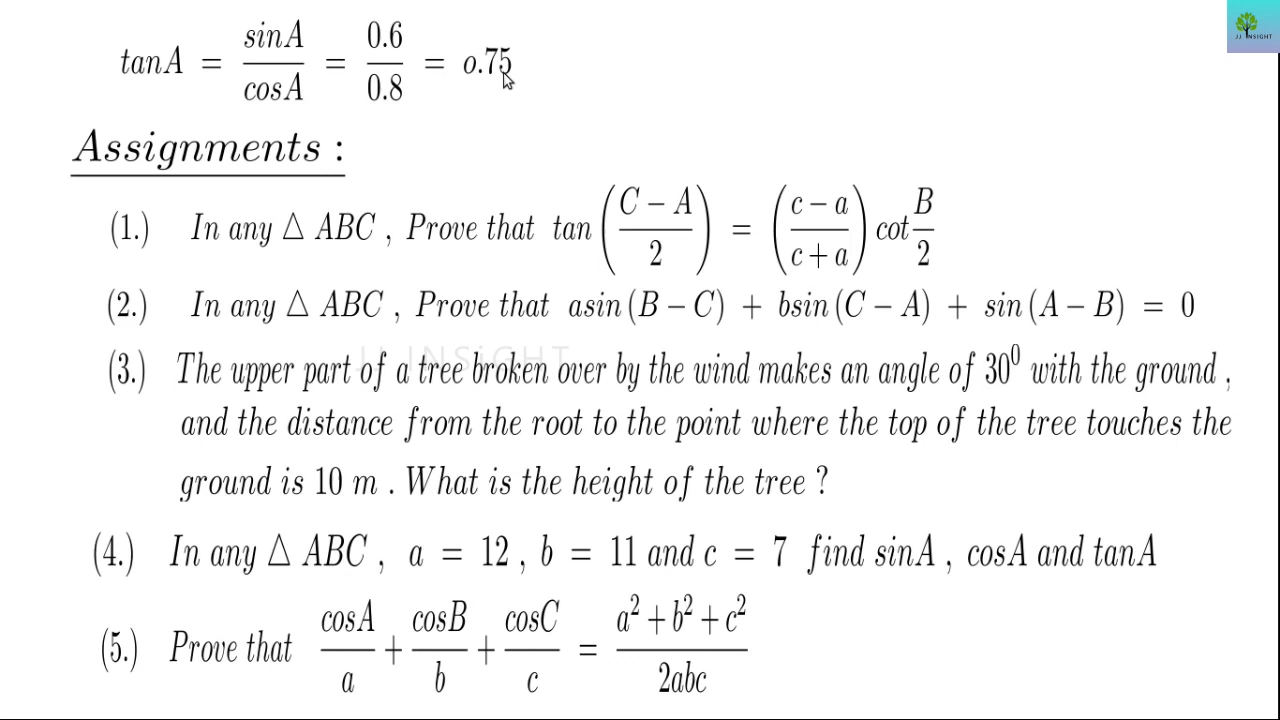 JJ INSIGHT
tanA = sinA/cosA = 0.6/0.8 = o.75
Assignments :
(1.) In any △ ABC , Prove that tan((C − A)/2) = ((c − a)/(c + a)) cot B/2
(2.) In any △ ABC , Prove that asin(B − C) + bsin(C − A) + sin(A − B) = 0
JJ INSiGHT
(3.) The upper part of a tree broken over by the wind makes an angle of 30⁰ with the ground ,
and the distance from the root to the point where the top of the tree touches the
ground is 10 m . What is the height of the tree ?
(4.) In any △ ABC , a = 12 , b = 11 and c = 7 find sinA , cosA and tanA
(5.) Prove that cosA/a + cosB/b + cosC/c = (a² + b² + c²)/2abc